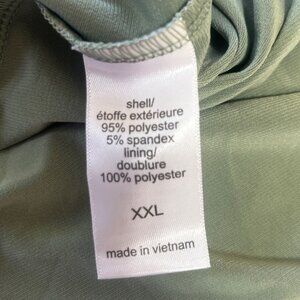 shell/
étoffe extérieure
95% polyester
5% spandex
lining/
doublure
100% polyester
XXL
made in vietnam